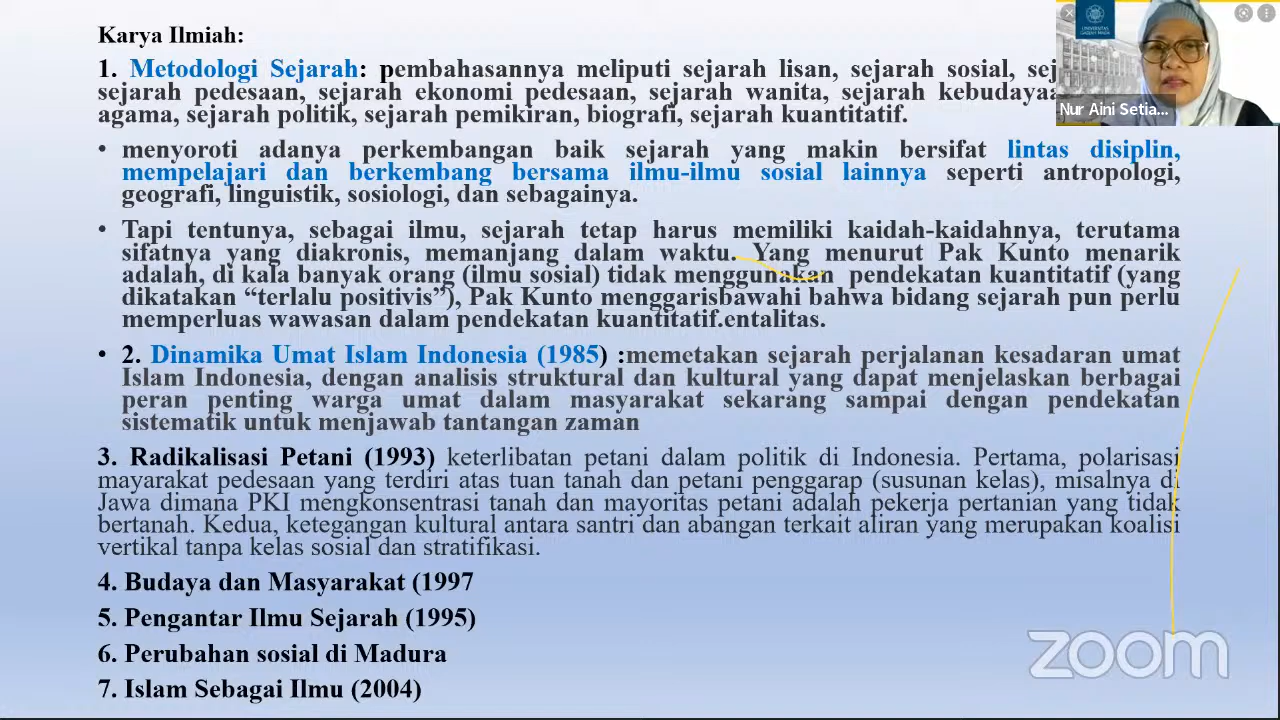 Karya Ilmiah:
1. Metodologi Sejarah: pembahasannya meliputi sejarah lisan, sejarah sosial, sej
sejarah pedesaan, sejarah ekonomi pedesaan, sejarah wanita, sejarah kebudayaa
agama, sejarah politik, sejarah pemikiran, biografi, sejarah kuantitatif.
• menyoroti adanya perkembangan baik sejarah yang makin bersifat lintas disiplin,
mempelajari dan berkembang bersama ilmu-ilmu sosial lainnya seperti antropologi,
geografi, linguistik, sosiologi, dan sebagainya.
• Tapi tentunya, sebagai ilmu, sejarah tetap harus memiliki kaidah-kaidahnya, terutama
sifatnya yang diakronis, memanjang dalam waktu. Yang menurut Pak Kunto menarik
adalah, di kala banyak orang (ilmu sosial) tidak menggunakan pendekatan kuantitatif (yang
dikatakan “terlalu positivis”), Pak Kunto menggarisbawahi bahwa bidang sejarah pun perlu
memperluas wawasan dalam pendekatan kuantitatif.entalitas.
• 2. Dinamika Umat Islam Indonesia (1985) :memetakan sejarah perjalanan kesadaran umat
Islam Indonesia, dengan analisis struktural dan kultural yang dapat menjelaskan berbagai
peran penting warga umat dalam masyarakat sekarang sampai dengan pendekatan
sistematik untuk menjawab tantangan zaman
3. Radikalisasi Petani (1993) keterlibatan petani dalam politik di Indonesia. Pertama, polarisasi
mayarakat pedesaan yang terdiri atas tuan tanah dan petani penggarap (susunan kelas), misalnya di
Jawa dimana PKI mengkonsentrasi tanah dan mayoritas petani adalah pekerja pertanian yang tidak
bertanah. Kedua, ketegangan kultural antara santri dan abangan terkait aliran yang merupakan koalisi
vertikal tanpa kelas sosial dan stratifikasi.
4. Budaya dan Masyarakat (1997
5. Pengantar Ilmu Sejarah (1995)
6. Perubahan sosial di Madura
7. Islam Sebagai Ilmu (2004)
UNIVERSITAS
GADJAH MADA
Nur Aini Setia...
zoom